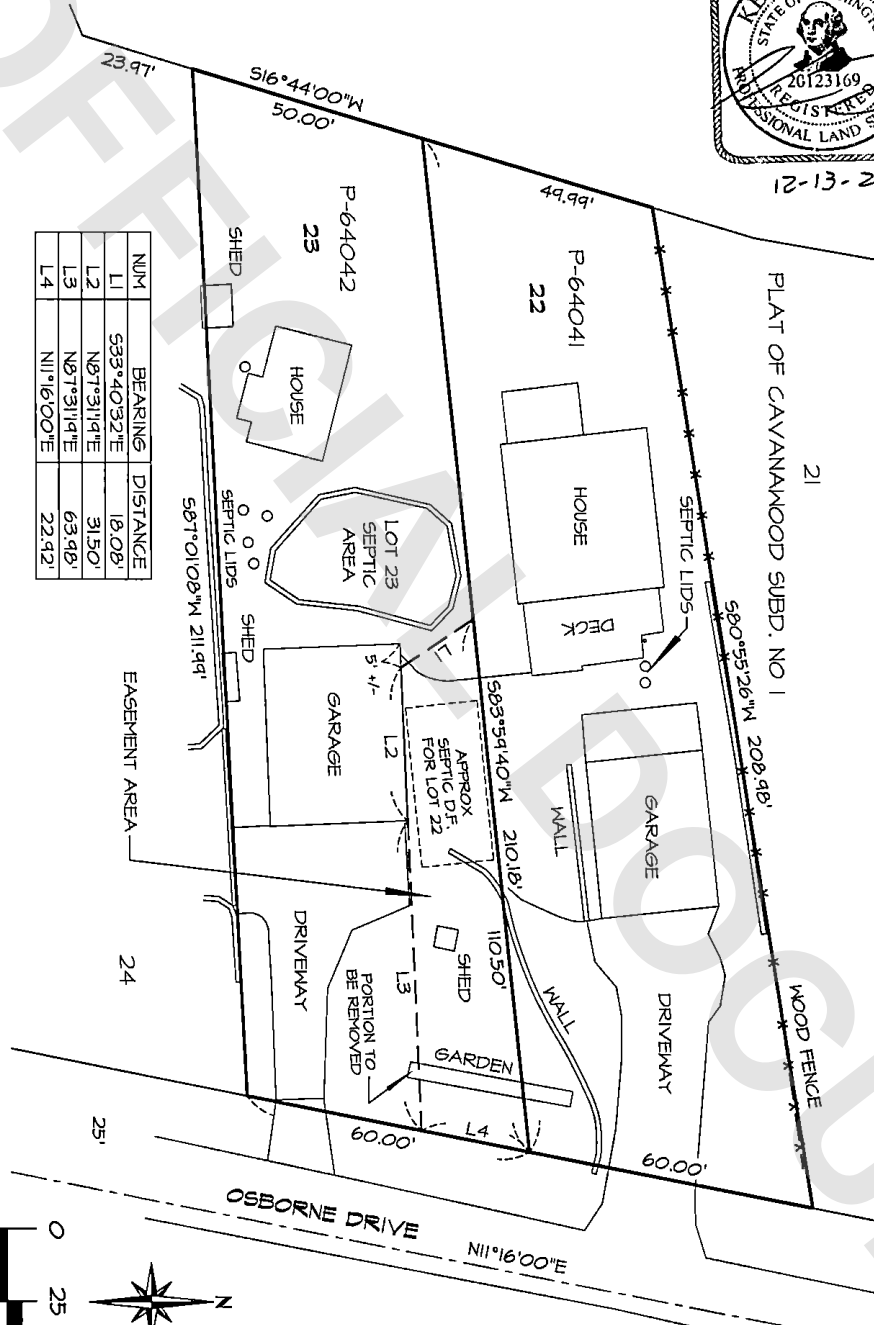 STATE OF
20123169
REGISTERED
12-13-2
23.97'
S16°44'00"W
50.00'
49.99'
PLAT OF CAVANAWOOD SUBD. NO 1
21
P-64042
23
P-64041
22
SHED
HOUSE
HOUSE
DECK
SEPTIC LIDS
S80°55'26"W 208.98'
WOOD FENCE
LOT 23
SEPTIC
AREA
SEPTIC LIDS
SHED
S87°01'08"W 211.99'
L1
5' +/-
GARAGE
L2
APPROX
SEPTIC D.F.
FOR LOT 22
S83°59'40"W 210.18'
110.50'
WALL
GARAGE
WALL
SHED
L3
DRIVEWAY
DRIVEWAY
PORTION TO
BE REMOVED
GARDEN
EASEMENT AREA
24
60.00'
L4
60.00'
25'
OSBORNE DRIVE
N11°16'00"E
NUM BEARING DISTANCE
L1 S33°40'32"E 18.08'
L2 N87°31'19"E 31.50'
L3 N87°31'19"E 63.98'
L4 N11°16'00"E 22.92'
N
0 25